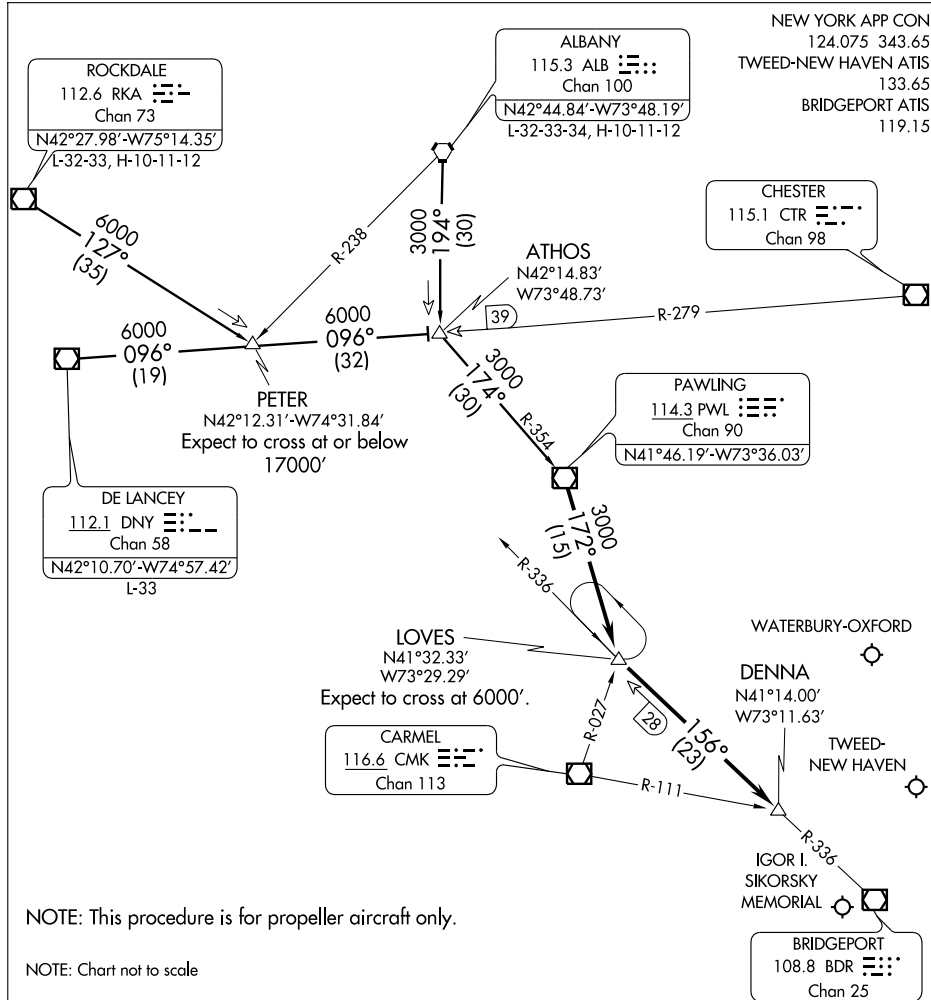 NEW YORK APP CON
124.075 343.65
TWEED-NEW HAVEN ATIS
133.65
BRIDGEPORT ATIS
119.15
ROCKDALE
112.6 RKA
Chan 73
N42°27.98'-W75°14.35'
L-32-33, H-10-11-12
ALBANY
115.3 ALB
Chan 100
N42°44.84'-W73°48.19'
L-32-33-34, H-10-11-12
CHESTER
115.1 CTR
Chan 98
6000
127°
(35)
R-238
3000
194°
(30)
ATHOS
N42°14.83'
W73°48.73'
39
R-279
6000
096°
(19)
6000
096°
(32)
PETER
N42°12.31'-W74°31.84'
Expect to cross at or below
17000'
3000
174°
(30)
R-354
PAWLING
114.3 PWL
Chan 90
N41°46.19'-W73°36.03'
DE LANCEY
112.1 DNY
Chan 58
N42°10.70'-W74°57.42'
L-33
3000
172°
(15)
R-336
LOVES
N41°32.33'
W73°29.29'
Expect to cross at 6000'.
WATERBURY-OXFORD
DENNA
N41°14.00'
W73°11.63'
28
R-027
156°
(23)
CARMEL
116.6 CMK
Chan 113
R-111
TWEED-
NEW HAVEN
R-336
IGOR I.
SIKORSKY
MEMORIAL
BRIDGEPORT
108.8 BDR
Chan 25
NOTE: This procedure is for propeller aircraft only.
NOTE: Chart not to scale